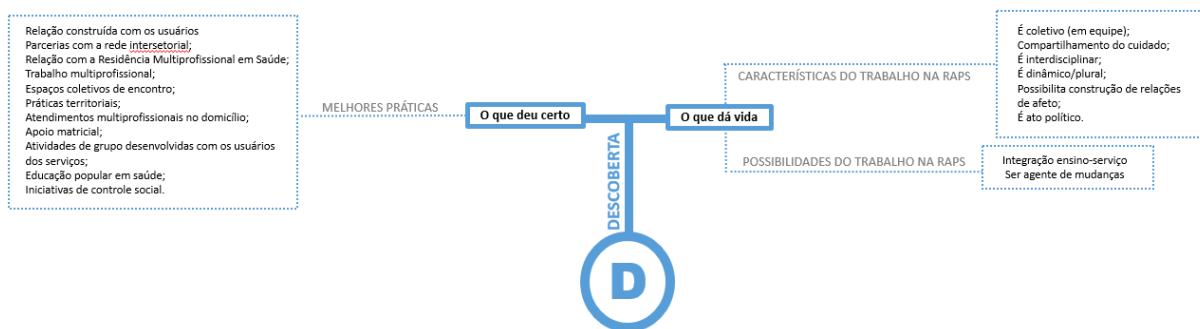 Relação construída com os usuários
Parcerias com a rede intersetorial;
Relação com a Residência Multiprofissional em Saúde;
Trabalho multiprofissional;
Espaços coletivos de encontro;
Práticas territoriais;
Atendimentos multiprofissionais no domicílio;
Apoio matricial;
Atividades de grupo desenvolvidas com os usuários
dos serviços;
Educação popular em saúde;
Iniciativas de controle social.
MELHORES PRÁTICAS
O que deu certo
O que dá vida
CARACTERÍSTICAS DO TRABALHO NA RAPS
É coletivo (em equipe);
Compartilhamento do cuidado;
É interdisciplinar;
É dinâmico/plural;
Possibilita construção de relações
de afeto;
É ato político.
POSSIBILIDADES DO TRABALHO NA RAPS
Integração ensino-serviço
Ser agente de mudanças
DESCOBERTA
D